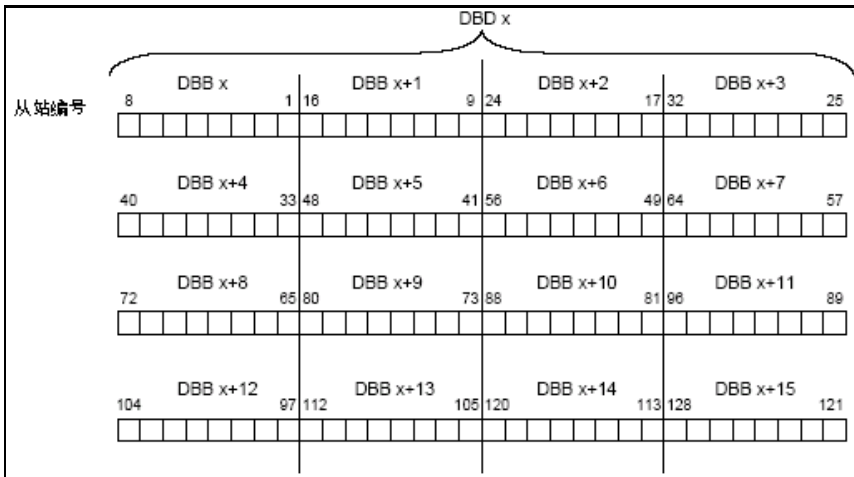 DBD x
DBB x DBB x+1 DBB x+2 DBB x+3
从站编号 8 1 16 9 24 17 32 25
DBB x+4 DBB x+5 DBB x+6 DBB x+7
40 33 48 41 56 49 64 57
DBB x+8 DBB x+9 DBB x+10 DBB x+11
72 65 80 73 88 81 96 89
DBB x+12 DBB x+13 DBB x+14 DBB x+15
104 97 112 105 120 113 128 121